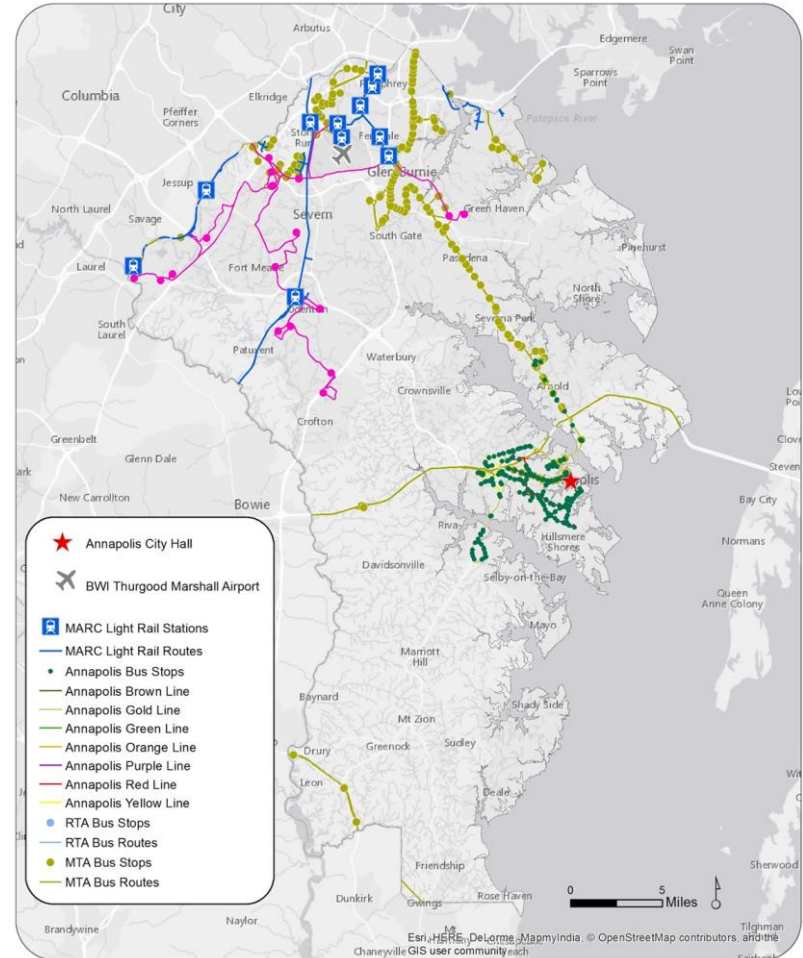 City
Arbutus
Edgemere
Swan
Point
Sparrows
Point
Elkridge
Columbia
Pfeiffer
Corners
Patapsco River
Glen Burnie
Jessup
North Laurel
Savage
Severn
Green Haven
South Gate
Pinehurst
Laurel
Fort Meade
Pasadena
North
Shore
South
Laurel
Severna Park
Patuxent
Waterbury
Arnold
Crownsville
Crofton
Greenbelt
Glenn Dale
New Carrollton
Bowie
Bay City
Riva
Hillsmere
Shores
Normans
Davidsonville
Selby-on-the-Bay
Queen
Anne Colony
Mayo
Marriott
Hill
Baynard
Shady Side
Mt Zion
Drury
Greenock
Sudley
Leon
Deale
Friendship
Sherwood
Dunkirk
Owings
Rose Haven
Naylor
Brandywine
Chaneyville
Tilghman
Annapolis City Hall
BWI Thurgood Marshall Airport
MARC Light Rail Stations
MARC Light Rail Routes
Annapolis Bus Stops
Annapolis Brown Line
Annapolis Gold Line
Annapolis Green Line
Annapolis Orange Line
Annapolis Purple Line
Annapolis Red Line
Annapolis Yellow Line
RTA Bus Stops
RTA Bus Routes
MTA Bus Stops
MTA Bus Routes
0 5
Miles
Esri, HERE, DeLorme, MapmyIndia, © OpenStreetMap contributors, and the
GIS user community